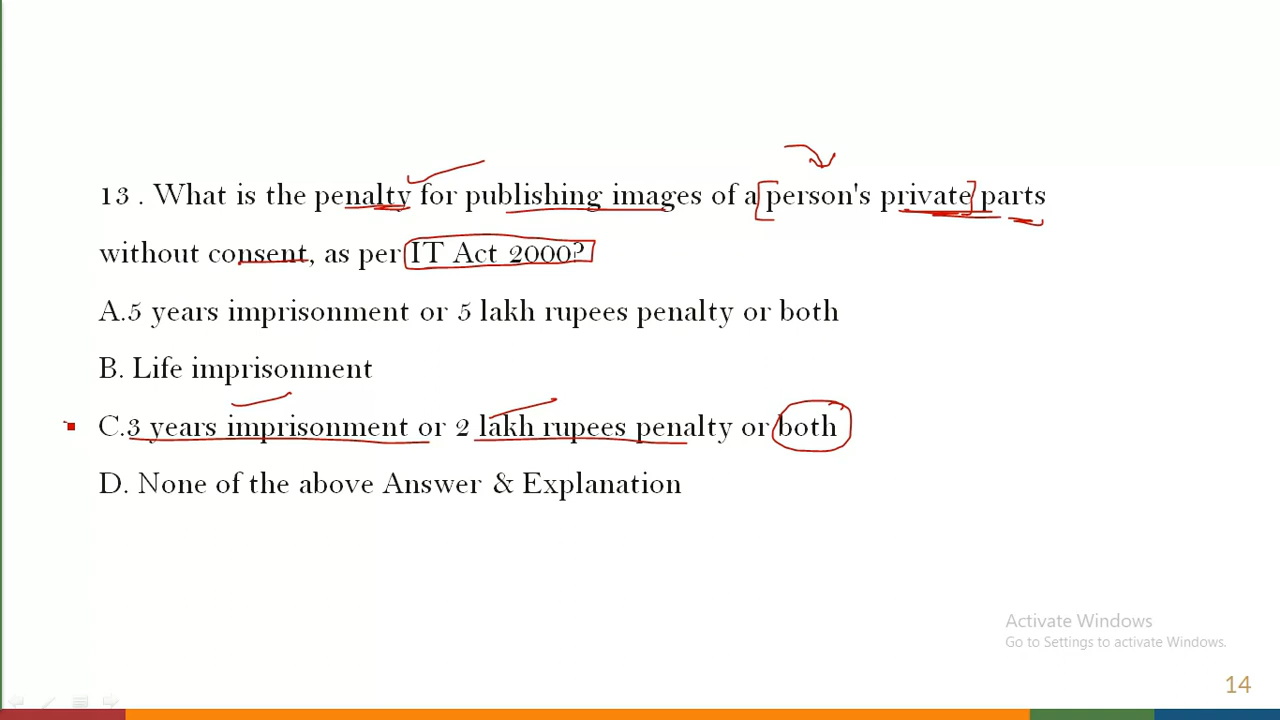 13 . What is the penalty for publishing images of a person's private parts
without consent, as per IT Act 2000?
A.5 years imprisonment or 5 lakh rupees penalty or both
B. Life imprisonment
C.3 years imprisonment or 2 lakh rupees penalty or both
D. None of the above Answer & Explanation
Activate Windows
Go to Settings to activate Windows.
14